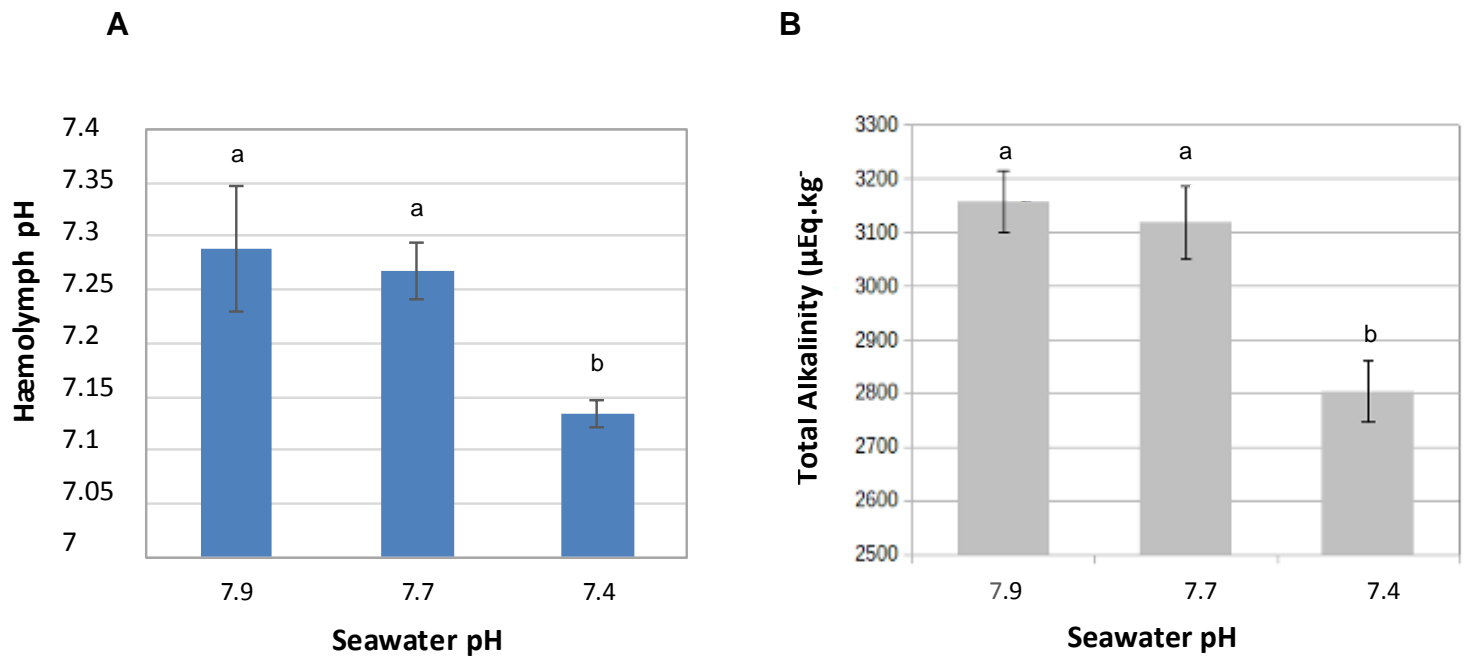 A
Hæmolymph pH
7.4
a
7.35
a
7.3
7.25
7.2
b
7.15
7.1
7.05
7
7.9
7.7
7.4
Seawater pH
B
Total Alkalinity (µEq.kg-
3300
a
a
3200
3100
3000
2900
b
2800
2700
2600
2500
7.9
7.7
7.4
Seawater pH